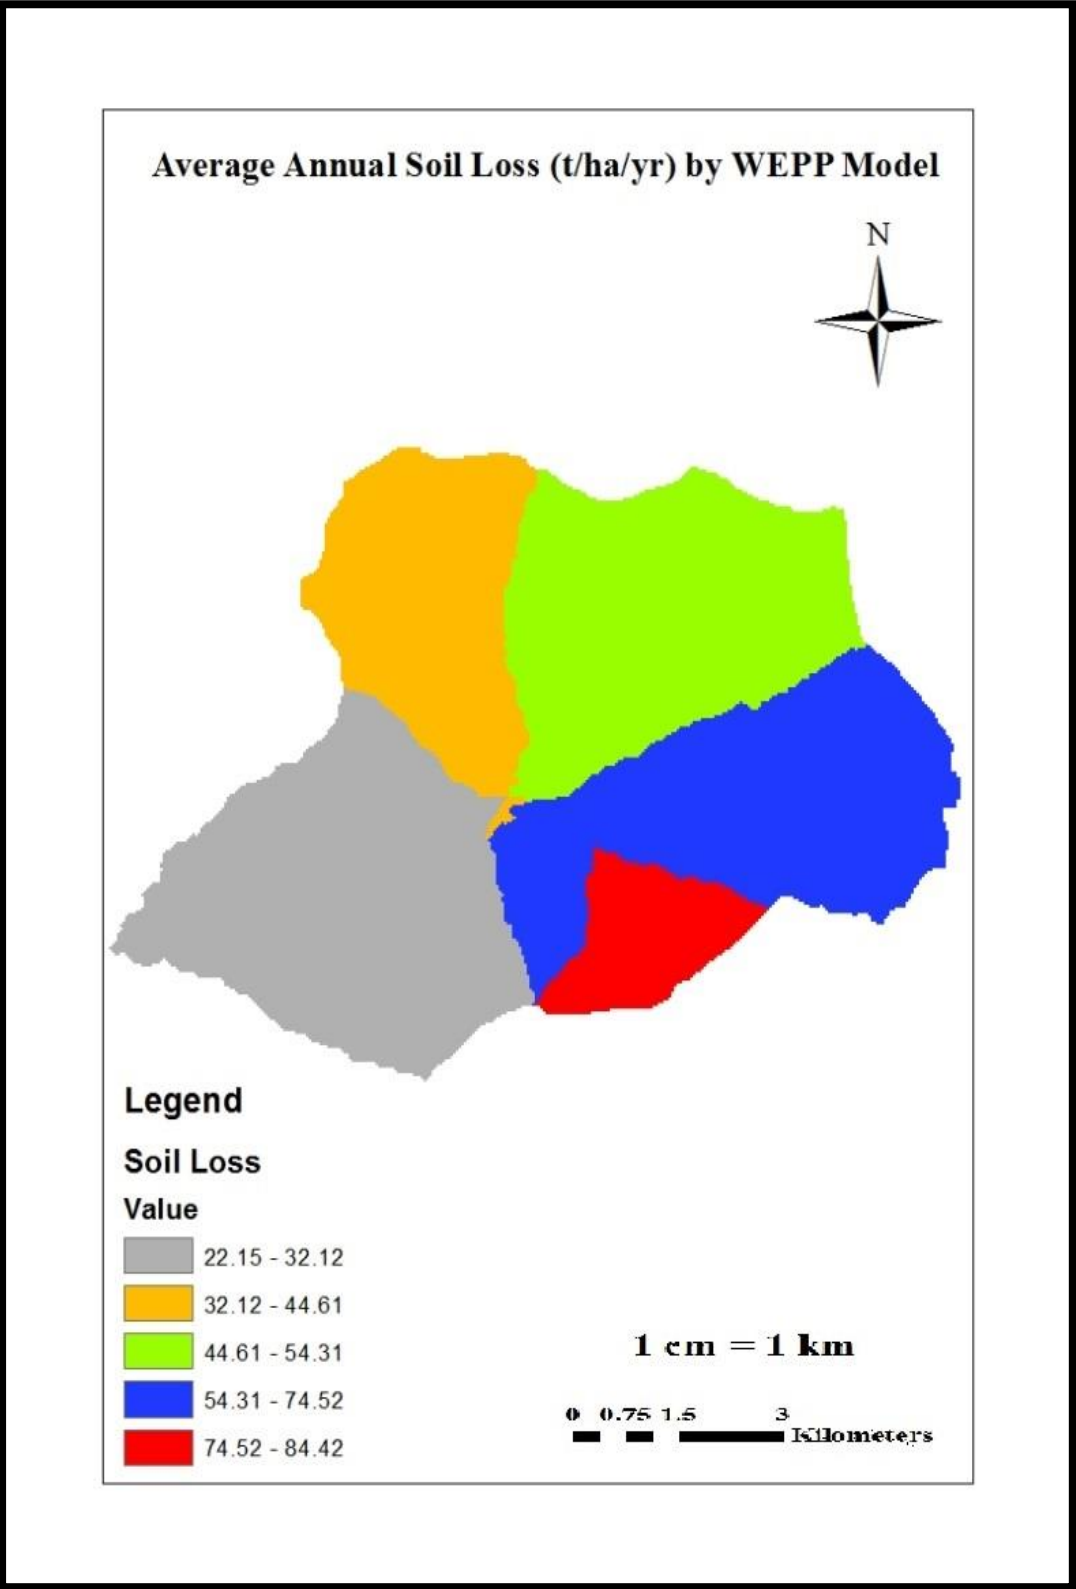 Average Annual Soil Loss (t/ha/yr) by WEPP Model
N
Legend
Soil Loss
Value
22.15 - 32.12
32.12 - 44.61
44.61 - 54.31
54.31 - 74.52
74.52 - 84.42
1 cm = 1 km
0 0.75 1.5 3
Kilometers